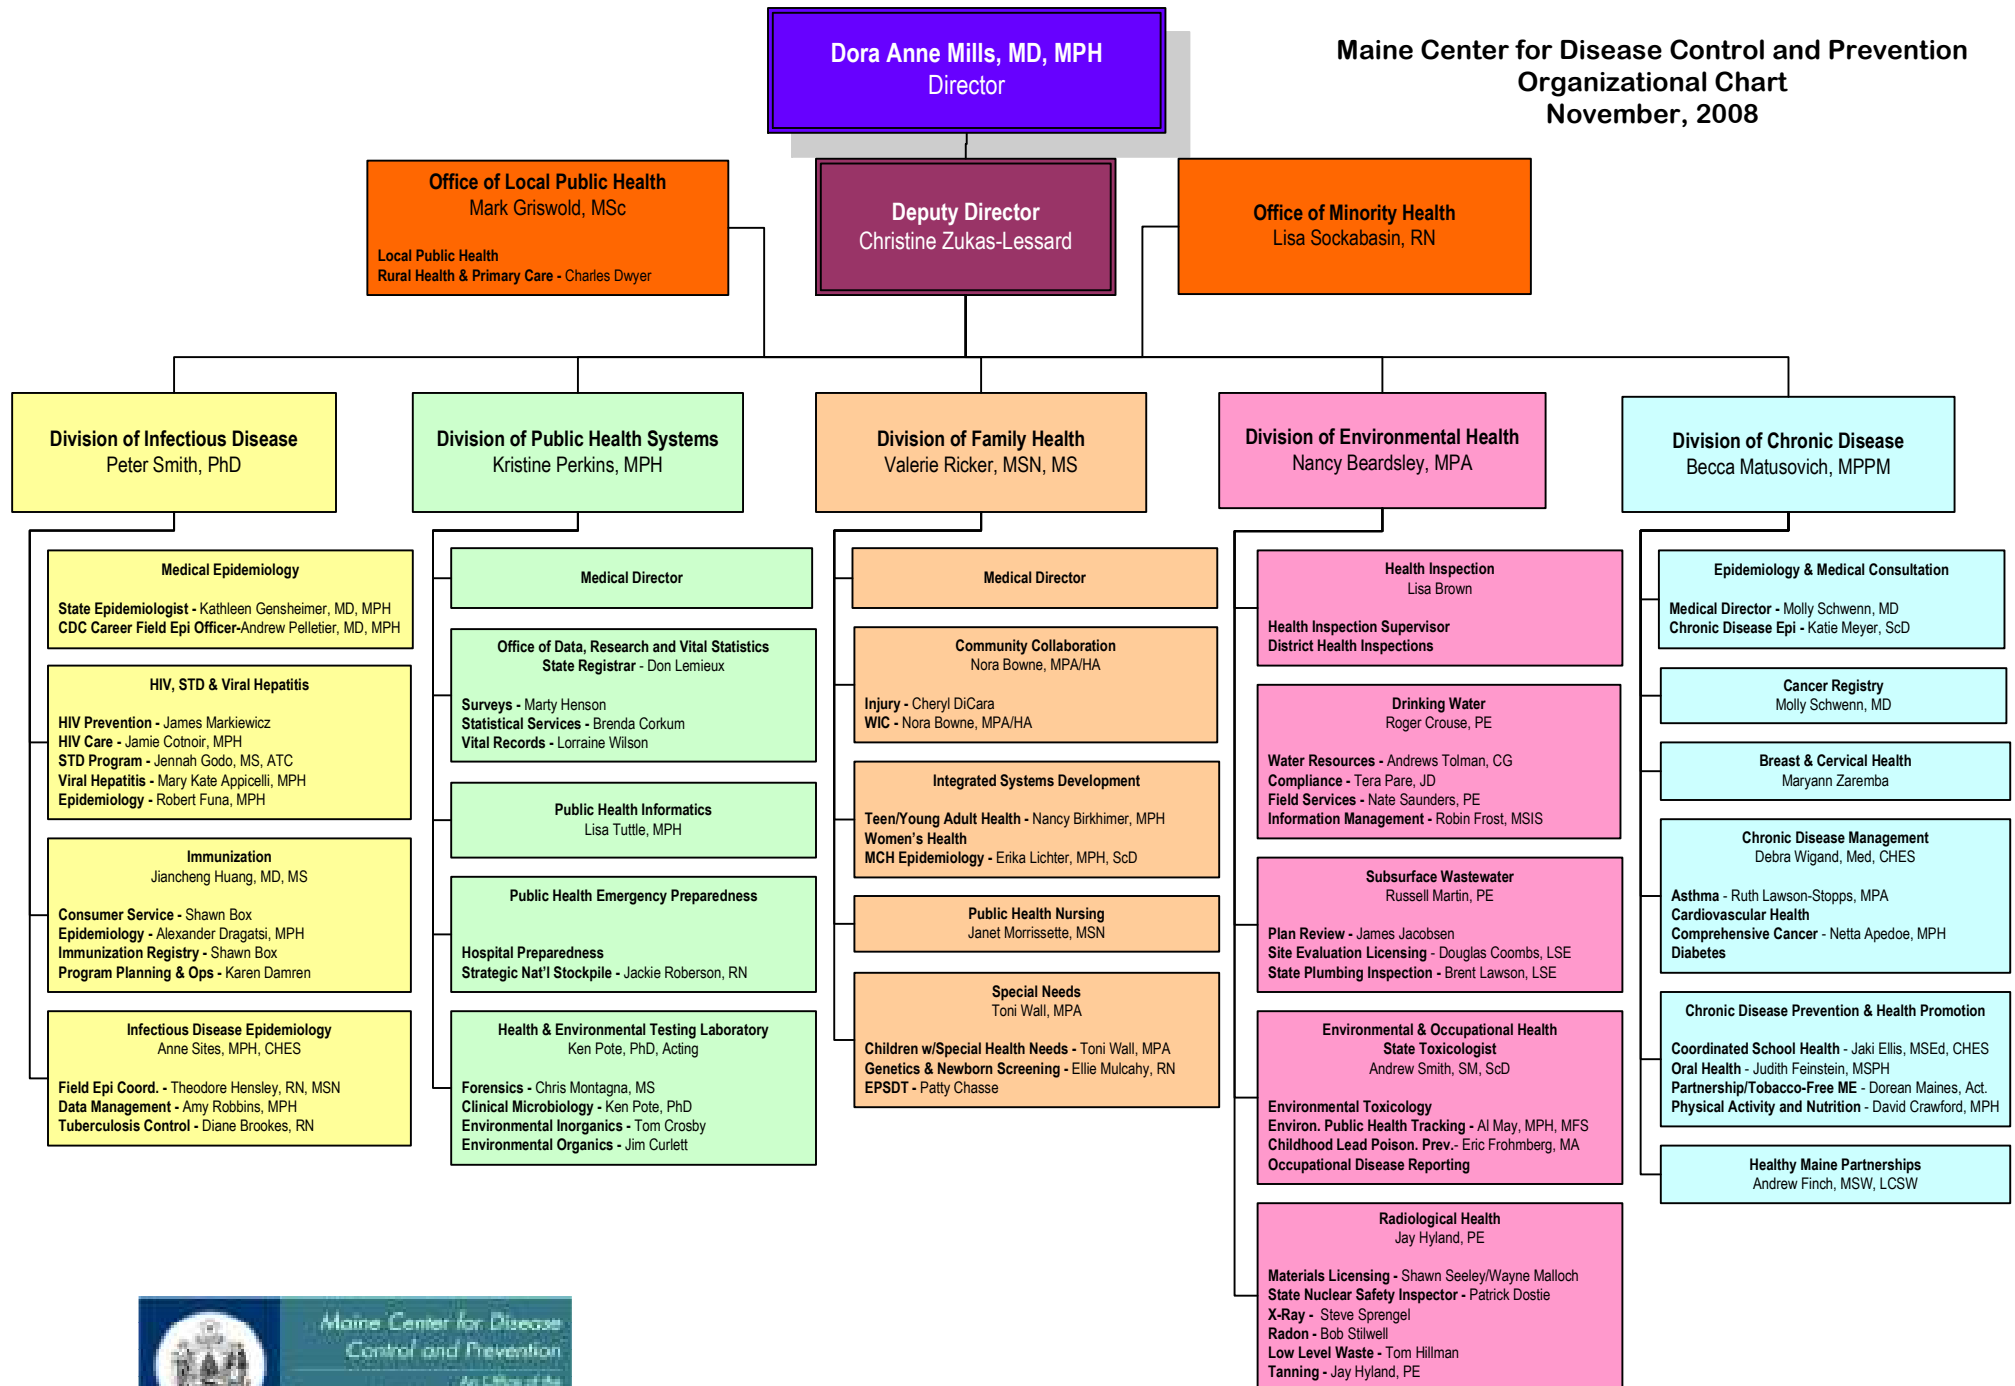 Dora Anne Mills, MD, MPH
Director
Maine Center for Disease Control and Prevention
Organizational Chart
November, 2008
Office of Local Public Health
Mark Griswold, MSc
Local Public Health
Rural Health & Primary Care - Charles Dwyer
Deputy Director
Christine Zukas-Lessard
Office of Minority Health
Lisa Sockabasin, RN
Division of Infectious Disease
Peter Smith, PhD
Medical Epidemiology
State Epidemiologist - Kathleen Gensheimer, MD, MPH
CDC Career Field Epi Officer-Andrew Pelletier, MD, MPH
HIV, STD & Viral Hepatitis
HIV Prevention - James Markiewicz
HIV Care - Jamie Cotnoir, MPH
STD Program - Jennah Godo, MS, ATC
Viral Hepatitis - Mary Kate Appicelli, MPH
Epidemiology - Robert Funa, MPH
Immunization
Jiancheng Huang, MD, MS
Consumer Service - Shawn Box
Epidemiology - Alexander Dragatsi, MPH
Immunization Registry - Shawn Box
Program Planning & Ops - Karen Damren
Infectious Disease Epidemiology
Anne Sites, MPH, CHES
Field Epi Coord. - Theodore Hensley, RN, MSN
Data Management - Amy Robbins, MPH
Tuberculosis Control - Diane Brookes, RN
Division of Public Health Systems
Kristine Perkins, MPH
Medical Director
Office of Data, Research and Vital Statistics
State Registrar - Don Lemieux
Surveys - Marty Henson
Statistical Services - Brenda Corkum
Vital Records - Lorraine Wilson
Public Health Informatics
Lisa Tuttle, MPH
Public Health Emergency Preparedness
Hospital Preparedness
Strategic Nat'l Stockpile - Jackie Roberson, RN
Health & Environmental Testing Laboratory
Ken Pote, PhD, Acting
Forensics - Chris Montagna, MS
Clinical Microbiology - Ken Pote, PhD
Environmental Inorganics - Tom Crosby
Environmental Organics - Jim Curlett
Division of Family Health
Valerie Ricker, MSN, MS
Medical Director
Community Collaboration
Nora Bowne, MPA/HA
Injury - Cheryl DiCara
WIC - Nora Bowne, MPA/HA
Integrated Systems Development
Teen/Young Adult Health - Nancy Birkhimer, MPH
Women's Health
MCH Epidemiology - Erika Lichter, MPH, ScD
Public Health Nursing
Janet Morrissette, MSN
Special Needs
Toni Wall, MPA
Children w/Special Health Needs - Toni Wall, MPA
Genetics & Newborn Screening - Ellie Mulcahy, RN
EPSDT - Patty Chasse
Division of Environmental Health
Nancy Beardsley, MPA
Health Inspection
Lisa Brown
Health Inspection Supervisor
District Health Inspections
Drinking Water
Roger Crouse, PE
Water Resources - Andrews Tolman, CG
Compliance - Tera Pare, JD
Field Services - Nate Saunders, PE
Information Management - Robin Frost, MSIS
Subsurface Wastewater
Russell Martin, PE
Plan Review - James Jacobsen
Site Evaluation Licensing - Douglas Coombs, LSE
State Plumbing Inspection - Brent Lawson, LSE
Environmental & Occupational Health
State Toxicologist
Andrew Smith, SM, ScD
Environmental Toxicology
Environ. Public Health Tracking - Al May, MPH, MFS
Childhood Lead Poison. Prev.- Eric Frohmberg, MA
Occupational Disease Reporting
Radiological Health
Jay Hyland, PE
Materials Licensing - Shawn Seeley/Wayne Malloch
State Nuclear Safety Inspector - Patrick Dostie
X-Ray - Steve Sprengel
Radon - Bob Stilwell
Low Level Waste - Tom Hillman
Tanning - Jay Hyland, PE
Division of Chronic Disease
Becca Matusovich, MPPM
Epidemiology & Medical Consultation
Medical Director - Molly Schwenn, MD
Chronic Disease Epi - Katie Meyer, ScD
Cancer Registry
Molly Schwenn, MD
Breast & Cervical Health
Maryann Zaremba
Chronic Disease Management
Debra Wigand, Med, CHES
Asthma - Ruth Lawson-Stopps, MPA
Cardiovascular Health
Comprehensive Cancer - Netta Apedoe, MPH
Diabetes
Chronic Disease Prevention & Health Promotion
Coordinated School Health - Jaki Ellis, MSEd, CHES
Oral Health - Judith Feinstein, MSPH
Partnership/Tobacco-Free ME - Dorean Maines, Act.
Physical Activity and Nutrition - David Crawford, MPH
Healthy Maine Partnerships
Andrew Finch, MSW, LCSW
Maine Center for Disease
Control and Prevention
An Office of the